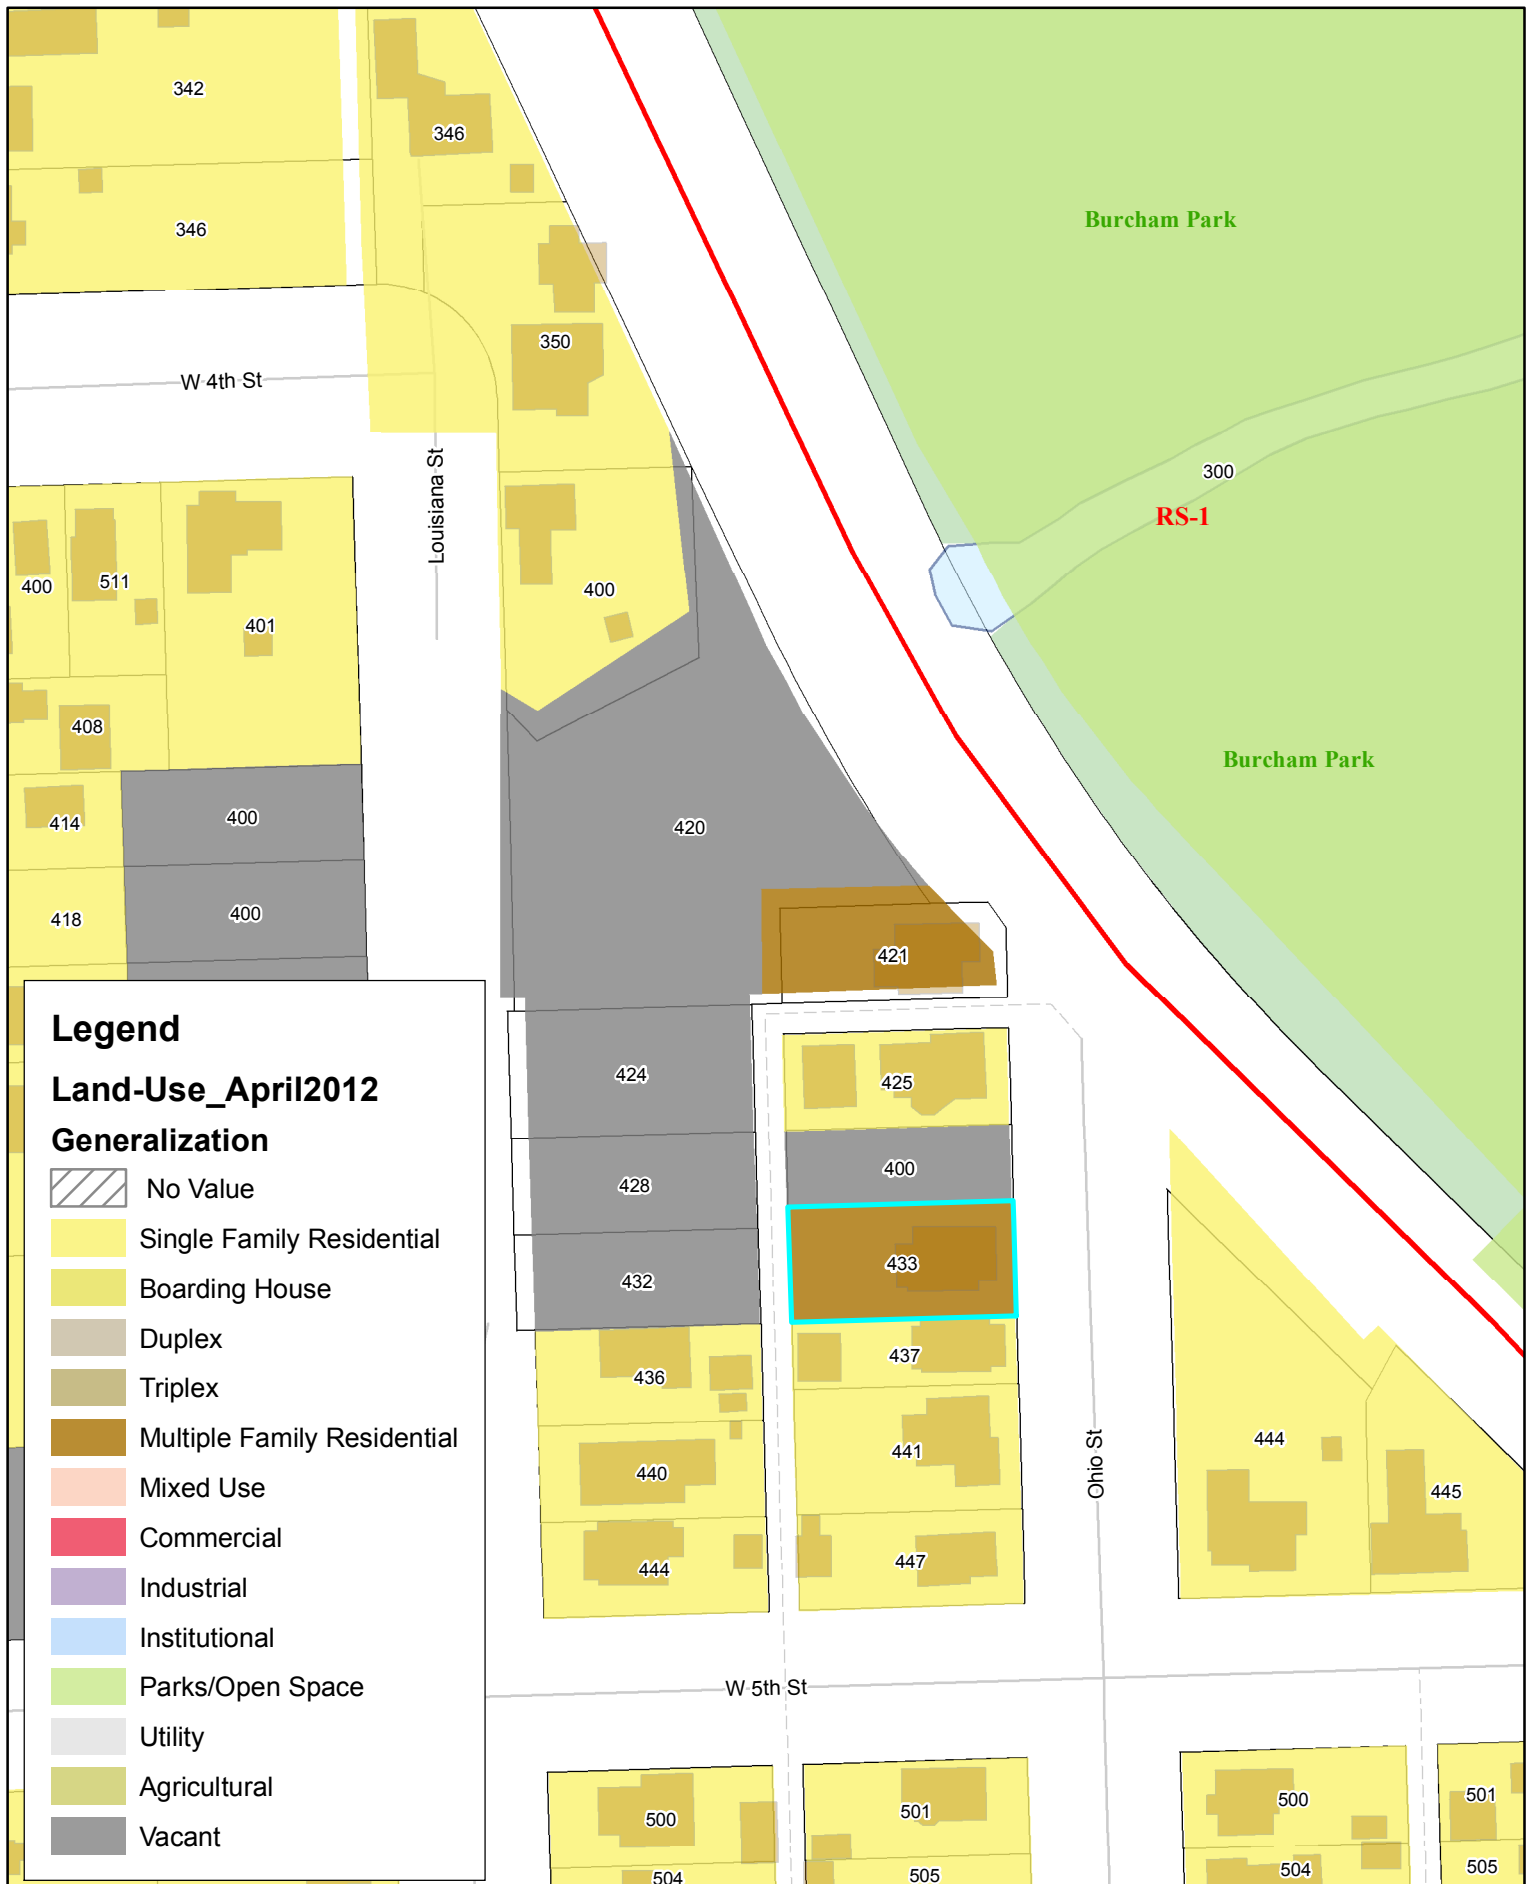 342
346
346
Burcham Park
350
W 4th St
Louisiana St
300
RS-1
400
511
400
401
408
Burcham Park
414
400
420
418
400
421
424
425
428
400
432
433
436
437
440
441
444
447
Ohio St
444
445
W 5th St
500
501
500
501
504
505
504
505
Legend
Land-Use_April2012
Generalization
No Value
Single Family Residential
Boarding House
Duplex
Triplex
Multiple Family Residential
Mixed Use
Commercial
Industrial
Institutional
Parks/Open Space
Utility
Agricultural
Vacant